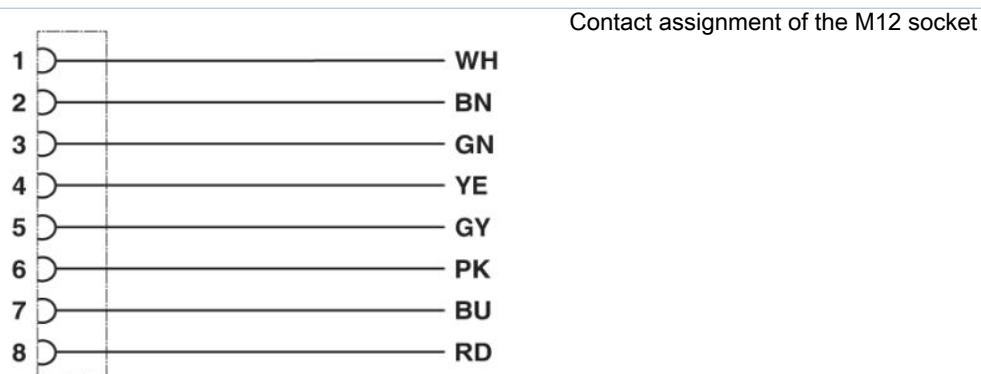 Contact assignment of the M12 socket
1 WH
2 BN
3 GN
4 YE
5 GY
6 PK
7 BU
8 RD